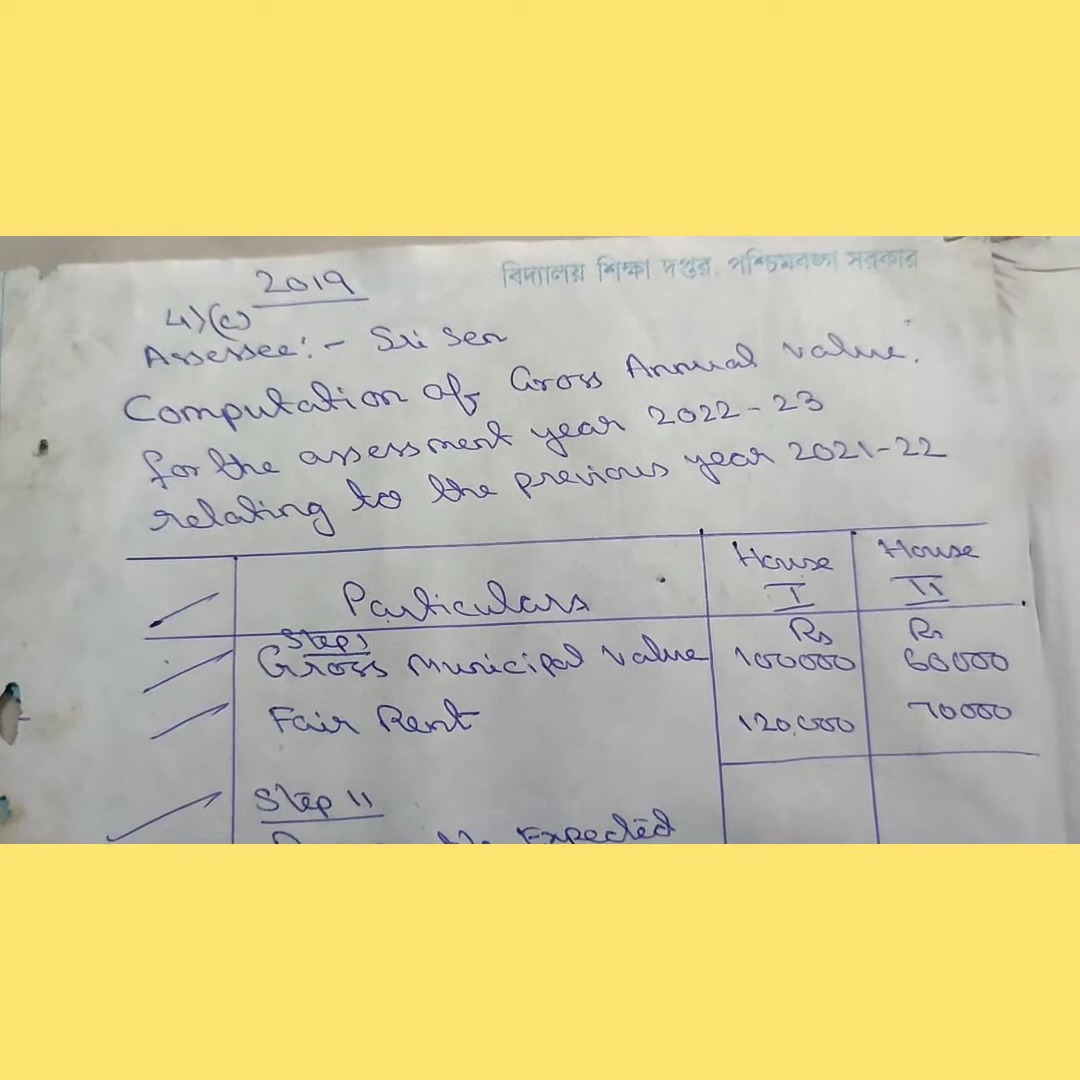 2019
বিদ্যালয় শিক্ষা দপ্তর, পশ্চিমবঙ্গ সরকার
4)(c)
Assessee:- Sri Sen
Computation of Gross Annual value.
for the assessment year 2022-23
relating to the previous year 2021-22
Particulars House I House II
Step 1 Rs Rs
Gross Municipal Value 100000 60000
Fair Rent 120,000 70000
Step 11
Expected